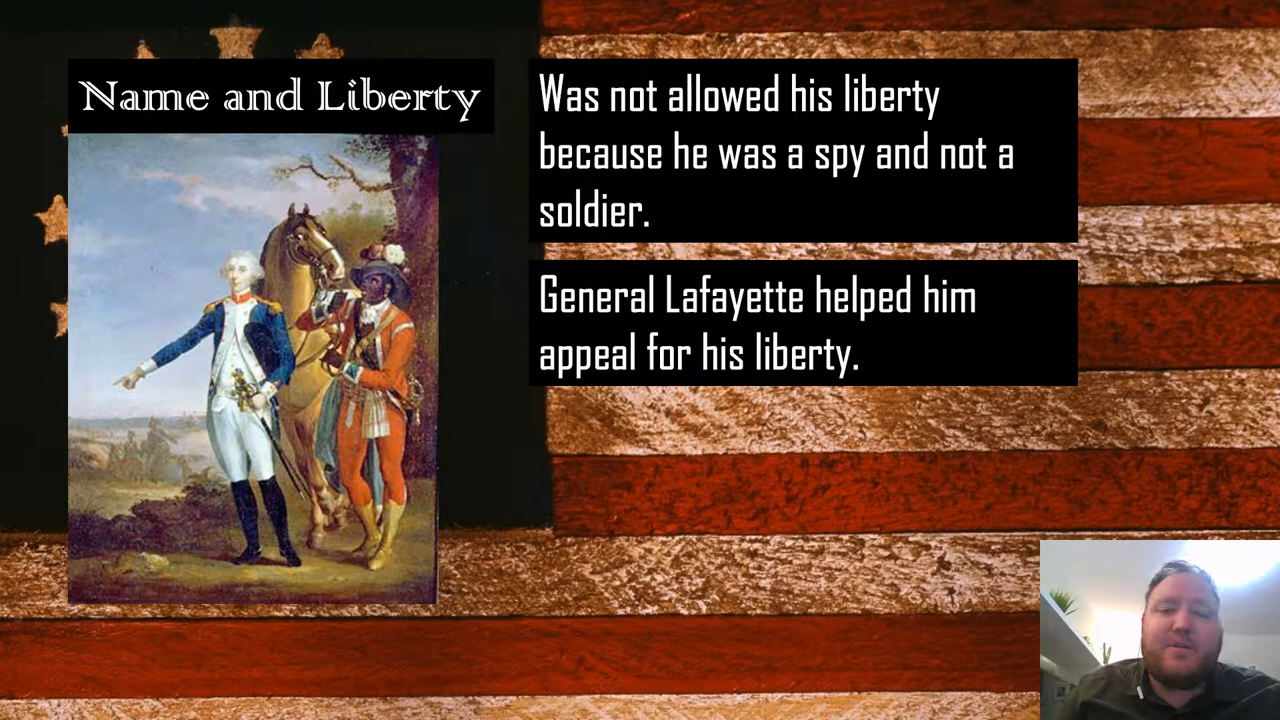 Name and Liberty
Was not allowed his liberty
because he was a spy and not a
soldier.
General Lafayette helped him
appeal for his liberty.